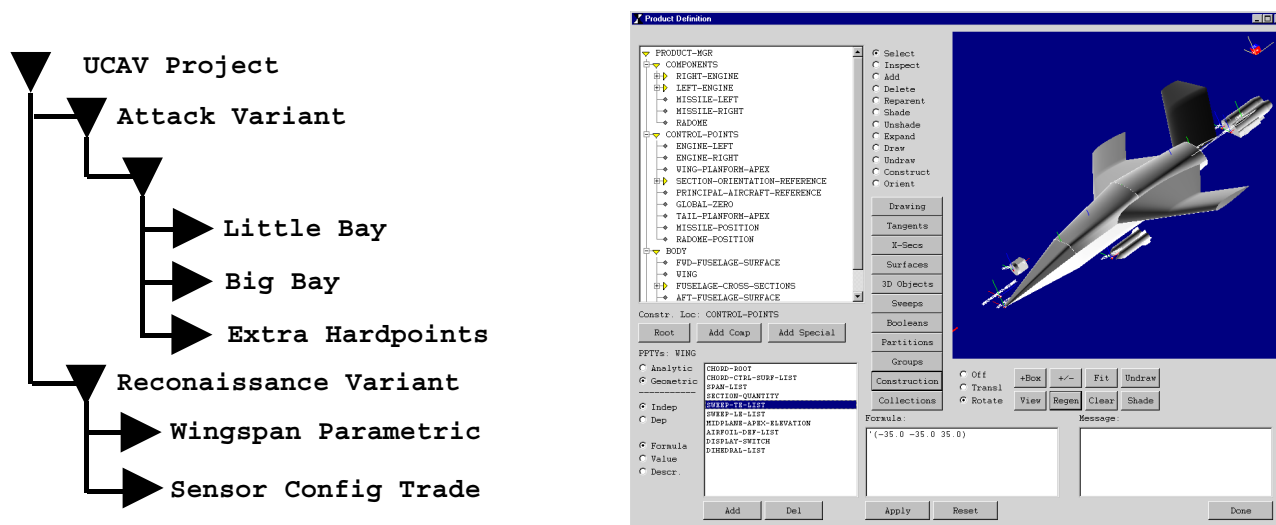 UCAV Project
Attack Variant
Little Bay
Big Bay
Extra Hardpoints
Reconaissance Variant
Wingspan Parametric
Sensor Config Trade
Product Definition
PRODUCT-MGR
COMPONENTS
RIGHT-ENGINE
LEFT-ENGINE
MISSILE-LEFT
MISSILE-RIGHT
RADOME
CONTROL-POINTS
ENGINE-LEFT
ENGINE-RIGHT
WING-PLANFORM-APEX
SECTION-ORIENTATION-REFERENCE
PRINCIPAL-AIRCRAFT-REFERENCE
GLOBAL-ZERO
TAIL-PLANFORM-APEX
MISSILE-POSITION
RADOME-POSITION
BODY
FWD-FUSELAGE-SURFACE
WING
FUSELAGE-CROSS-SECTIONS
AFT-FUSELAGE-SURFACE
Select
Inspect
Add
Delete
Reparent
Shade
Unshade
Expand
Draw
Undraw
Construct
Orient
Drawing
Tangents
X-Secs
Surfaces
3D Objects
Sweeps
Booleans
Partitions
Groups
Construction
Collections
Constr. Loc: CONTROL-POINTS
Root Add Comp Add Special
PPTYs: WING
Analytic
Geometric
----------
Indep
Dep
Formula
Value
Descr.
CHORD-ROOT
CHORD-CTRL-SURF-LIST
SPAN-LIST
SECTION-QUANTITY
SWEEP-TE-LIST
SWEEP-LE-LIST
MIDPLANE-APEX-ELEVATION
AIRFOIL-DEF-LIST
DISPLAY-SWITCH
DIHEDRAL-LIST
Add Del
Off
Transl
Rotate
+Box +/- Fit Undraw
View Regen Clear Shade
Formula:
'(-35.0 -35.0 35.0)
Message:
Apply Reset Done